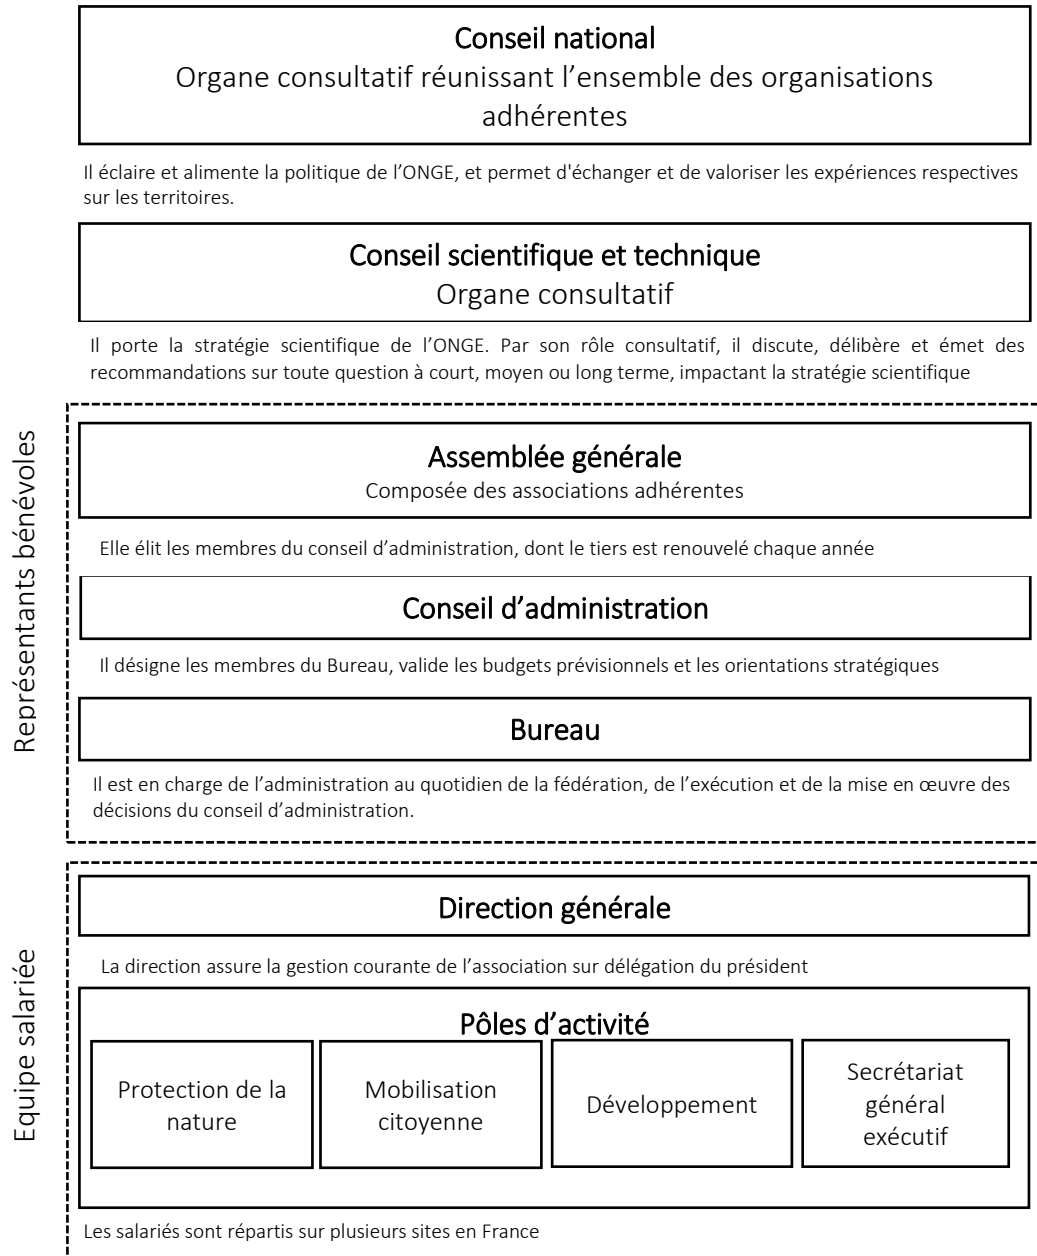 Conseil national
Organe consultatif réunissant l’ensemble des organisations
adhérentes
Il éclaire et alimente la politique de l’ONGE, et permet d'échanger et de valoriser les expériences respectives
sur les territoires.
Conseil scientifique et technique
Organe consultatif
Il porte la stratégie scientifique de l’ONGE. Par son rôle consultatif, il discute, délibère et émet des
recommandations sur toute question à court, moyen ou long terme, impactant la stratégie scientifique
Représentants bénévoles
Assemblée générale
Composée des associations adhérentes
Elle élit les membres du conseil d’administration, dont le tiers est renouvelé chaque année
Conseil d’administration
Il désigne les membres du Bureau, valide les budgets prévisionnels et les orientations stratégiques
Bureau
Il est en charge de l’administration au quotidien de la fédération, de l’exécution et de la mise en œuvre des
décisions du conseil d’administration.
Equipe salariée
Direction générale
La direction assure la gestion courante de l’association sur délégation du président
Pôles d’activité
Protection de la
nature
Mobilisation
citoyenne
Développement
Secrétariat
général
exécutif
Les salariés sont répartis sur plusieurs sites en France